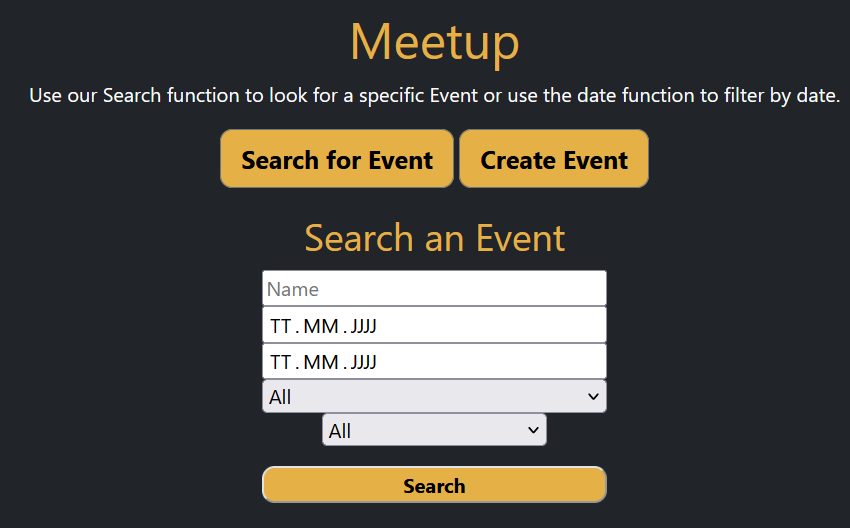 Meetup
Use our Search function to look for a specific Event or use the date function to filter by date.
Search for Event Create Event
Search an Event
Name
TT.MM.JJJJ
TT.MM.JJJJ
All
All
Search